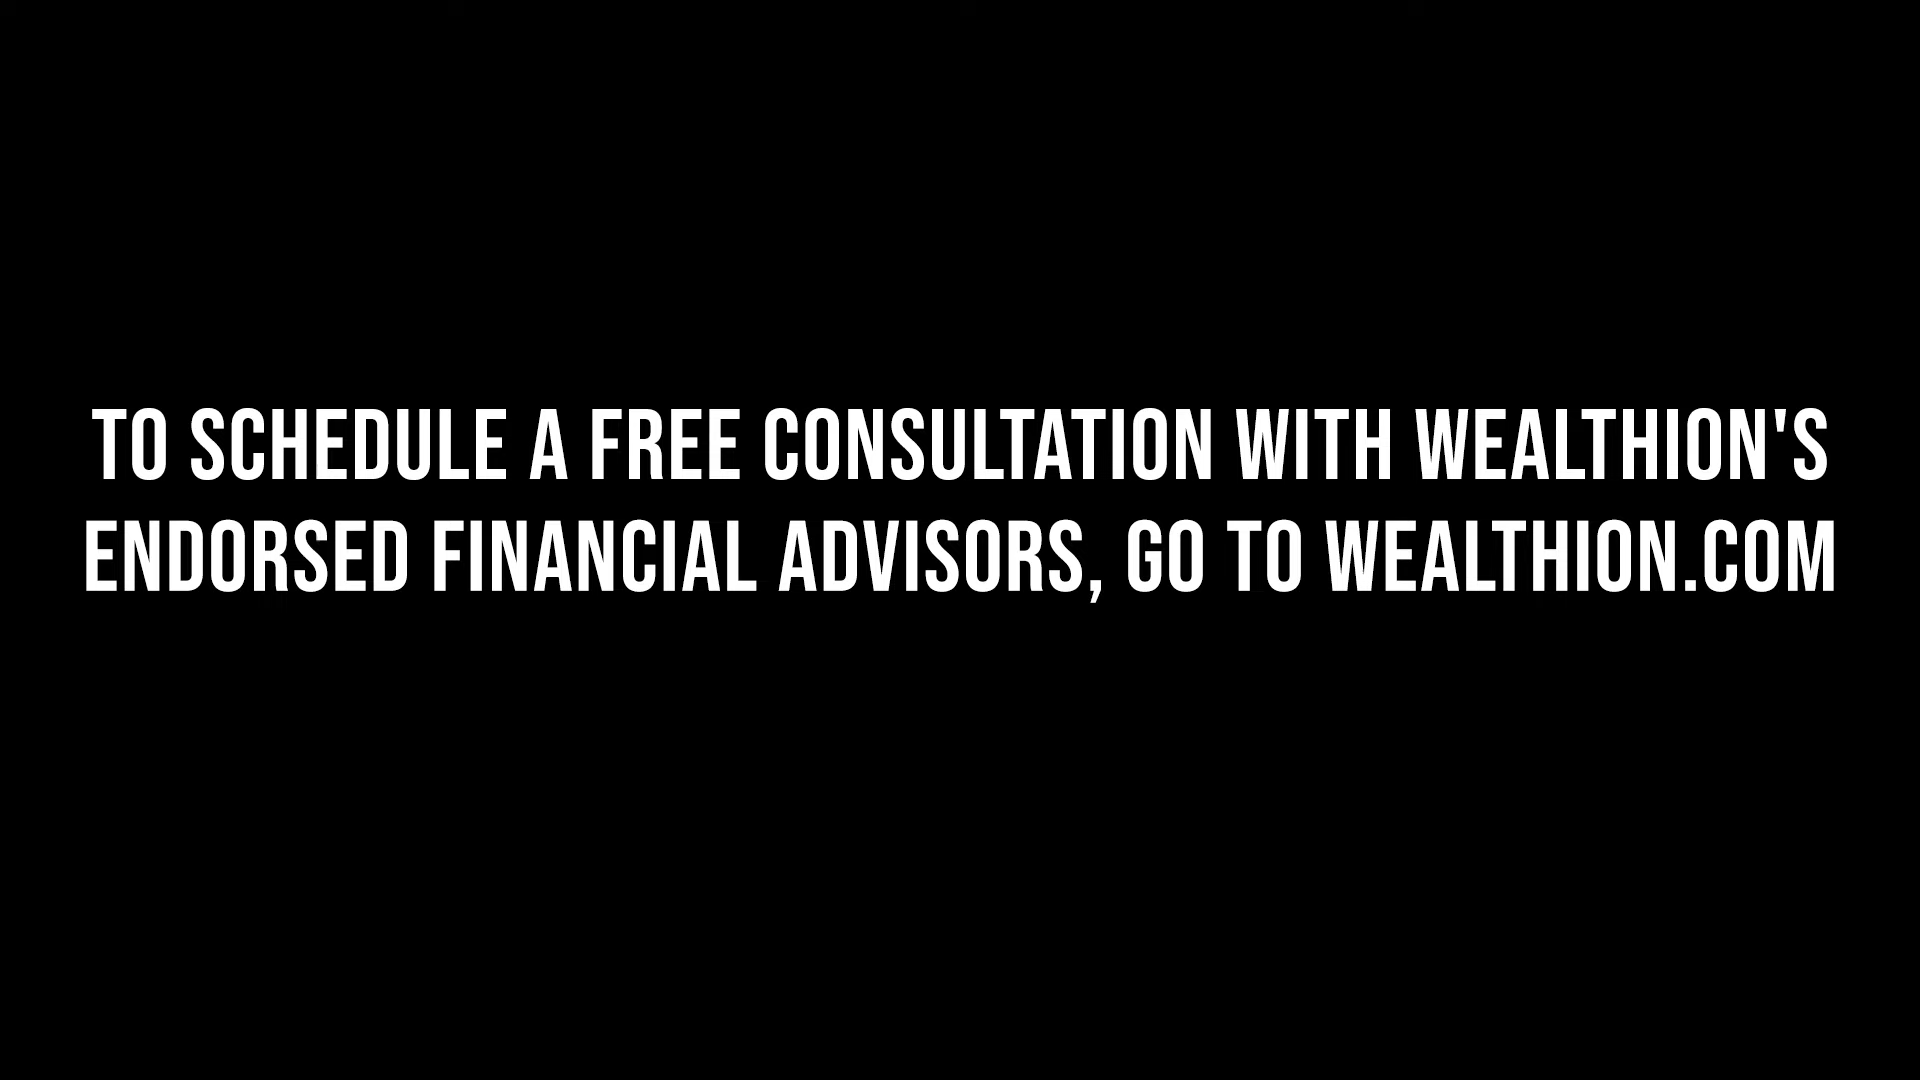 TO SCHEDULE A FREE CONSULTATION WITH WEALTHION'S
ENDORSED FINANCIAL ADVISORS, GO TO WEALTHION.COM